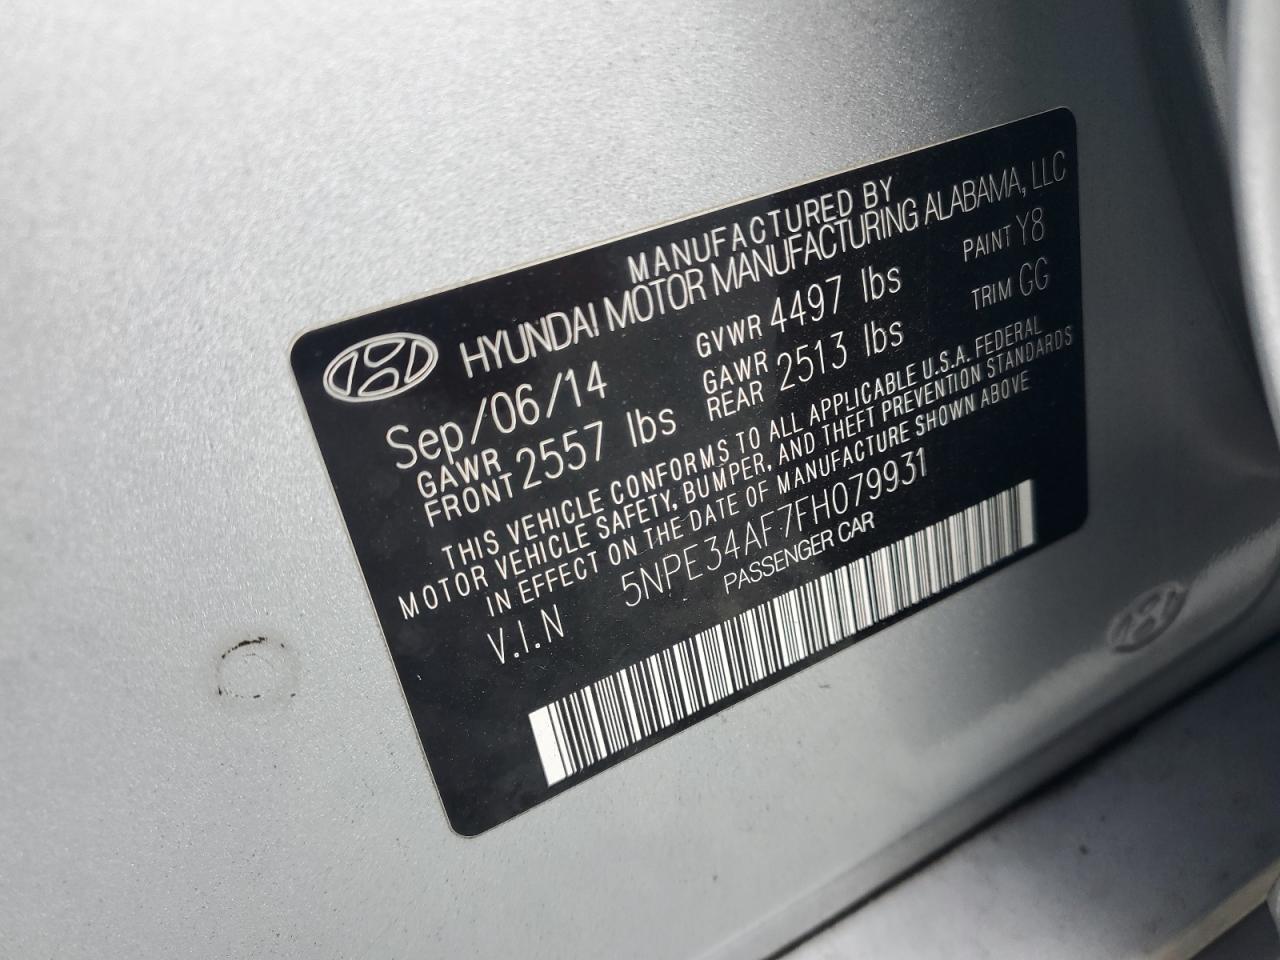 MANUFACTURED BY
HYUNDAI MOTOR MANUFACTURING ALABAMA, LLC
Sep/06/14 GVWR 4497 lbs PAINT Y8
GAWR FRONT 2557 lbs GAWR REAR 2513 lbs TRIM GG
THIS VEHICLE CONFORMS TO ALL APPLICABLE U.S.A. FEDERAL
MOTOR VEHICLE SAFETY, BUMPER, AND THEFT PREVENTION STANDARDS
IN EFFECT ON THE DATE OF MANUFACTURE SHOWN ABOVE
V.I.N 5NPE34AF7FH079931
PASSENGER CAR